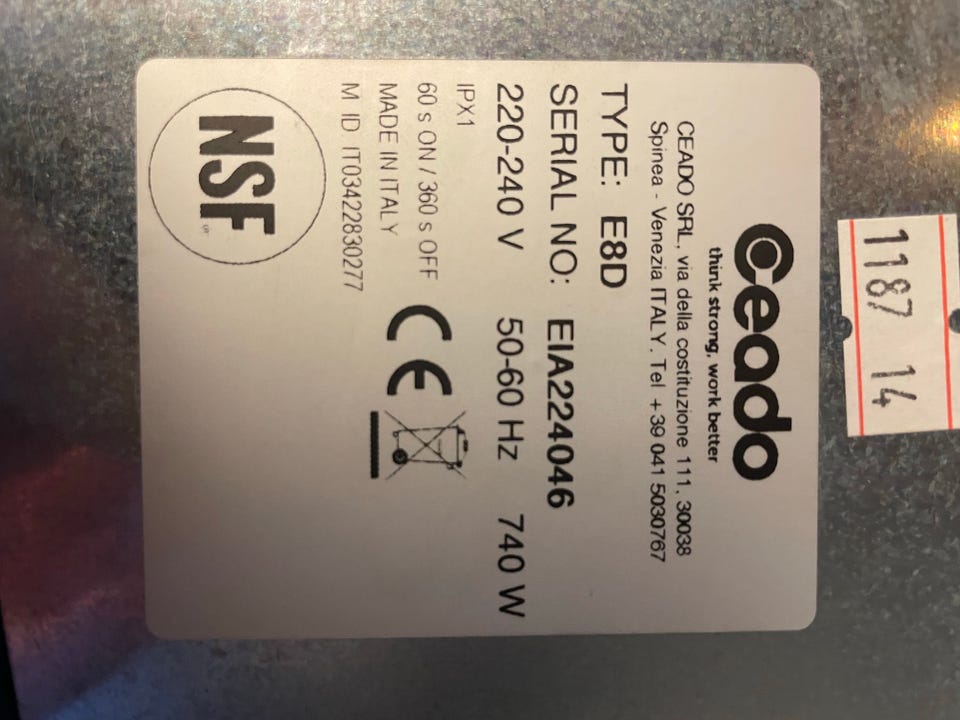 Ceado
think strong, work better
CEADO SRL, via della costituzione 111, 30038
Spinea - Venezia ITALY. Tel +39 041 5030767
TYPE: E8D
SERIAL NO: EIA224046
220-240 V 50-60 Hz 740 W
IPX1
60 s ON / 360 s OFF
MADE IN ITALY
M ID IT03422830277
CE
NSF
1187 14